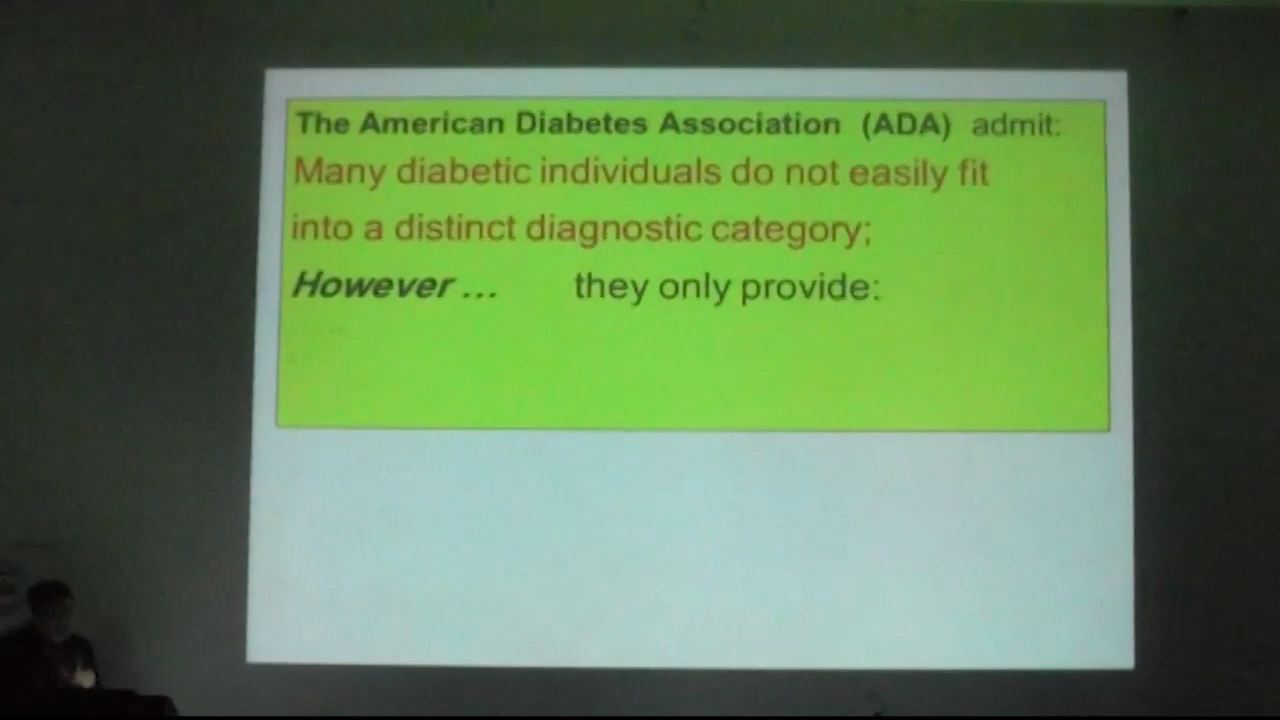 The American Diabetes Association (ADA) admit:
Many diabetic individuals do not easily fit
into a distinct diagnostic category;
However ... they only provide: